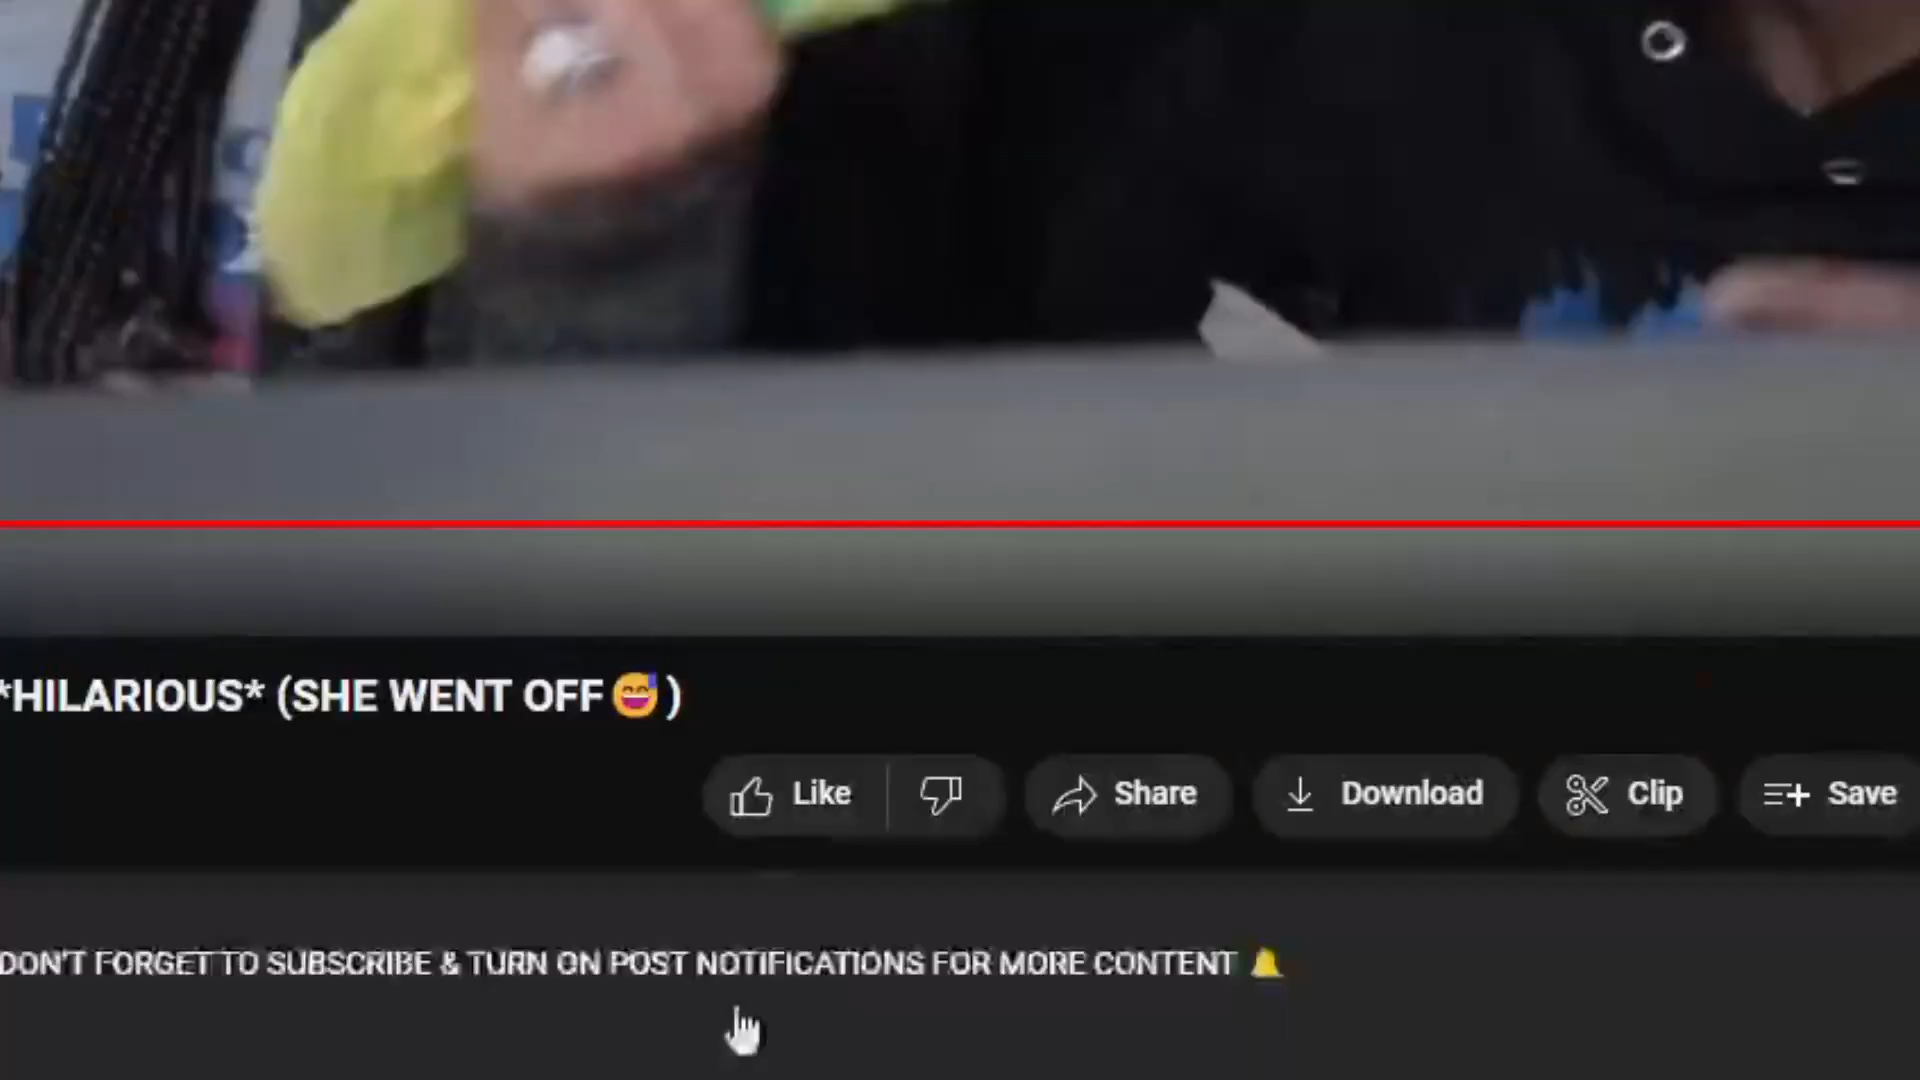 *HILARIOUS* (SHE WENT OFF😅)
Like
Share
Download
Clip
Save
DON'T FORGET TO SUBSCRIBE & TURN ON POST NOTIFICATIONS FOR MORE CONTENT 🔔